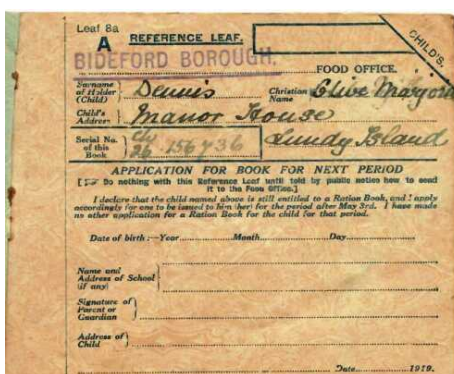 Leaf 8a
A REFERENCE LEAF.
CHILD'S.
BIDEFORD BOROUGH.
FOOD OFFICE.
Surname of Holder (Child) } Dennis Christian Name } Olive Marjorie
Child's Address } Manor House
Serial No. of this Book } 156736 Lundy Island
APPLICATION FOR BOOK FOR NEXT PERIOD
Do nothing with this Reference Leaf until told by public notice how to send
it to the Food Office.]
I declare that the child named above is still entitled to a Ration Book, and I apply
accordingly for one to be issued to him (her) for the period after May 3rd. I have made
no other application for a Ration Book for the child for that period.
Date of birth:—Year Month Day
Name and
Address of School
(if any)
Signature of
Parent or
Guardian
Address of
Child
Date 1919.